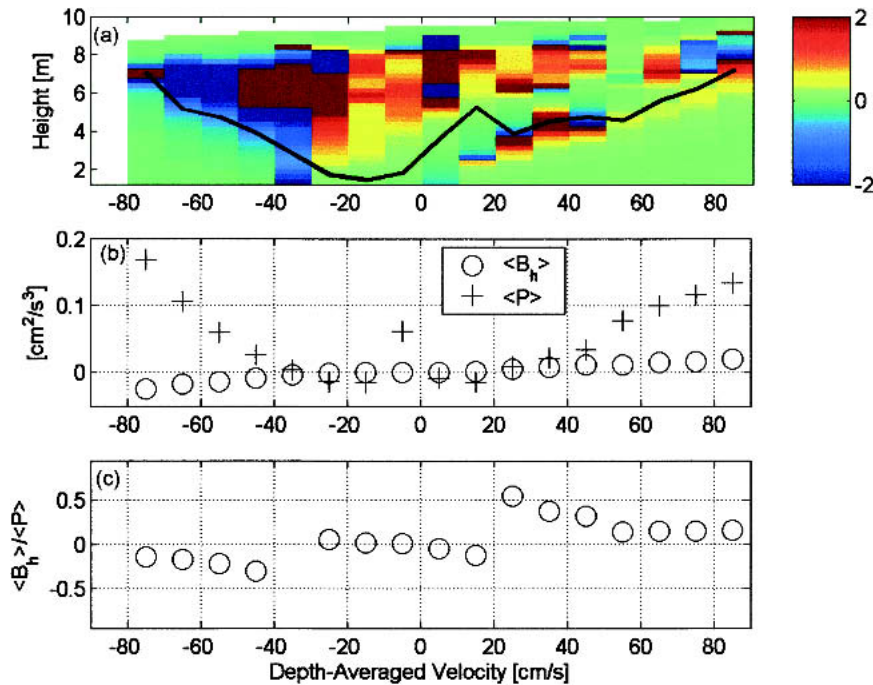 (a)
10
8
6
4
2
Height [m]
-80 -60 -40 -20 0 20 40 60 80
2
0
-2
(b)
0.2
0.1
0
[cm²/s³]
<B_h>
<P>
-80 -60 -40 -20 0 20 40 60 80
(c)
0.5
0
-0.5
<B_h>/<P>
-80 -60 -40 -20 0 20 40 60 80
Depth-Averaged Velocity [cm/s]